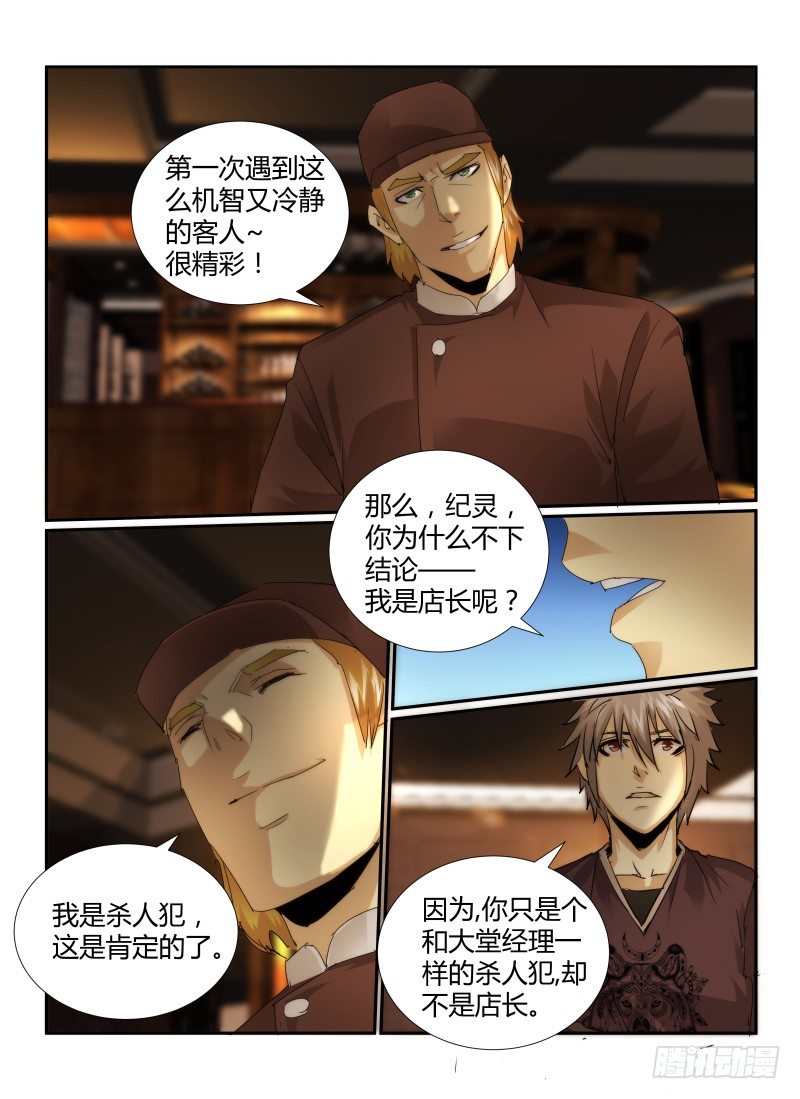 第一次遇到这
么机智又冷静
的客人~
很精彩！
那么，纪灵，
你为什么不下
结论——
我是店长呢？
我是杀人犯，
这是肯定的了。
因为,你只是个
和大堂经理一
样的杀人犯,却
不是店长。
腾讯动漫